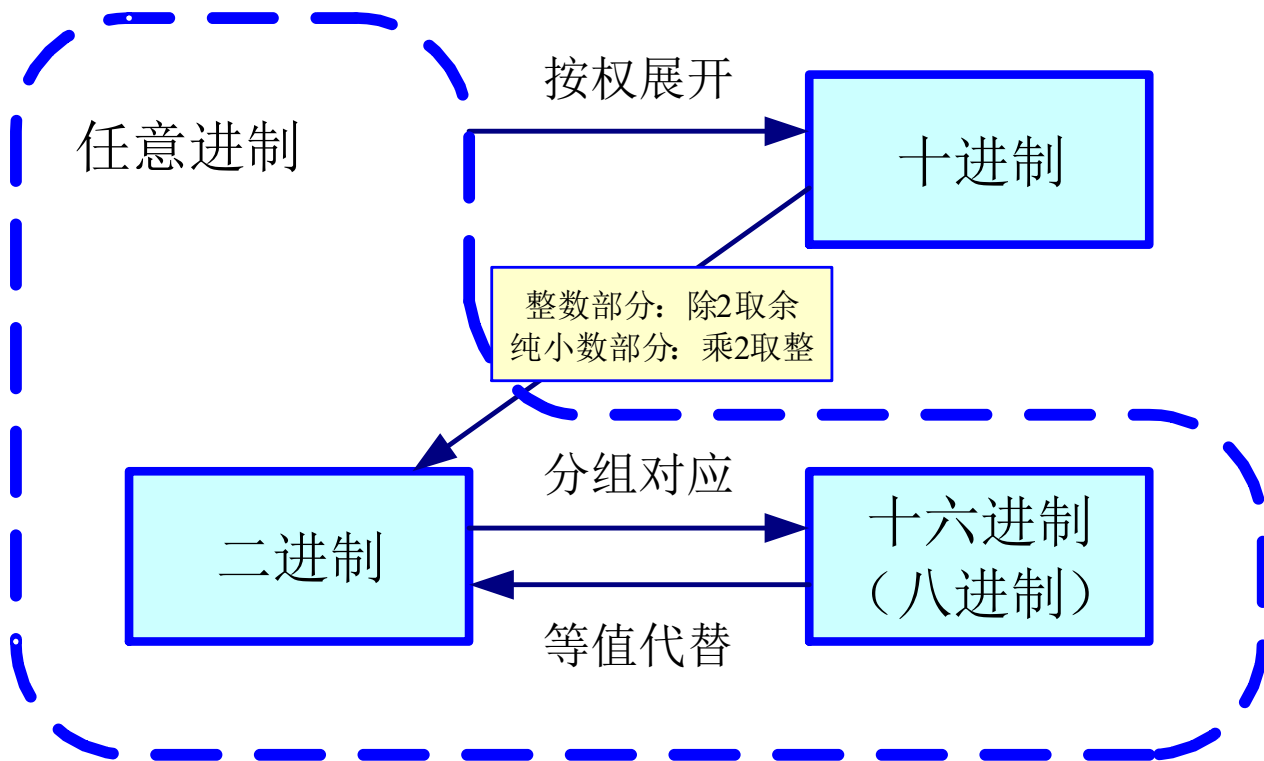 按权展开
任意进制
十进制
整数部分：除2取余
纯小数部分：乘2取整
分组对应
二进制
十六进制
（八进制）
等值代替